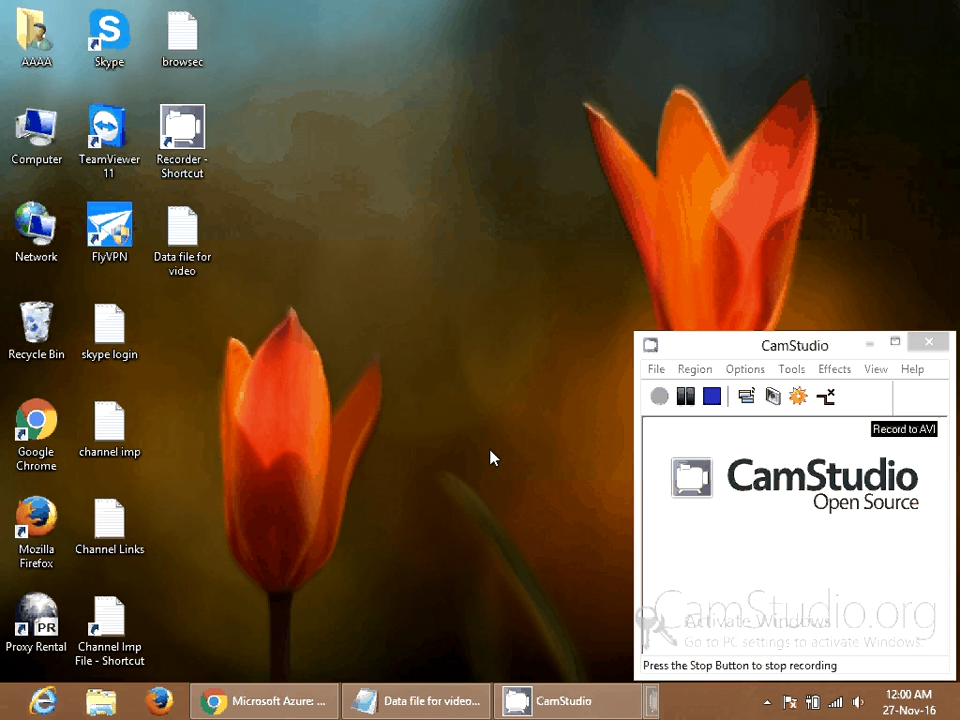 AAAA
Skype
browsec
Computer
TeamViewer
11
Recorder -
Shortcut
Network
FlyVPN
Data file for
video
Recycle Bin
skype login
Google
Chrome
channel imp
Mozilla
Firefox
Channel Links
PR
Proxy Rental
Channel Imp
File - Shortcut
CamStudio
File Region Options Tools Effects View Help
Record to AVI
CamStudio
Open Source
CamStudio.org
Activate Windows
Go to PC settings to activate Windows.
Press the Stop Button to stop recording
Microsoft Azure: ...
Data file for video...
CamStudio
12:00 AM
27-Nov-16